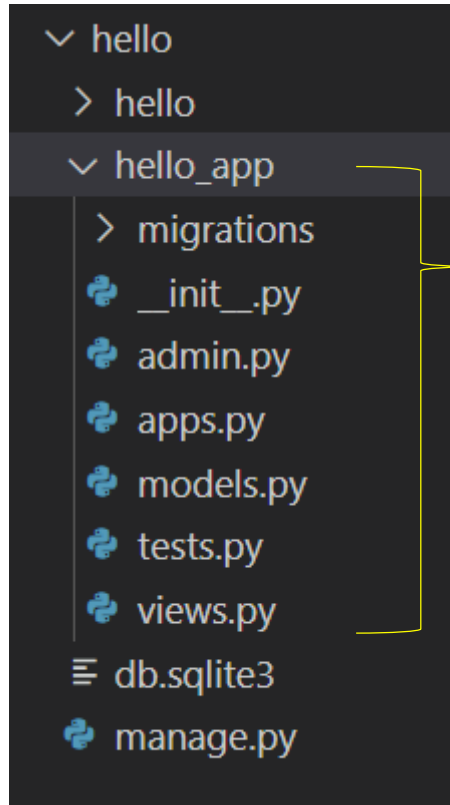 hello
hello
hello_app
migrations
__init__.py
admin.py
apps.py
models.py
tests.py
views.py
db.sqlite3
manage.py